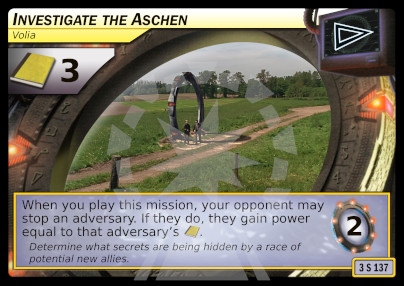 Investigate the Aschen
Volia
3
When you play this mission, your opponent may
stop an adversary. If they do, they gain power
equal to that adversary's .
Determine what secrets are being hidden by a race of
potential new allies.
2
3 S 137